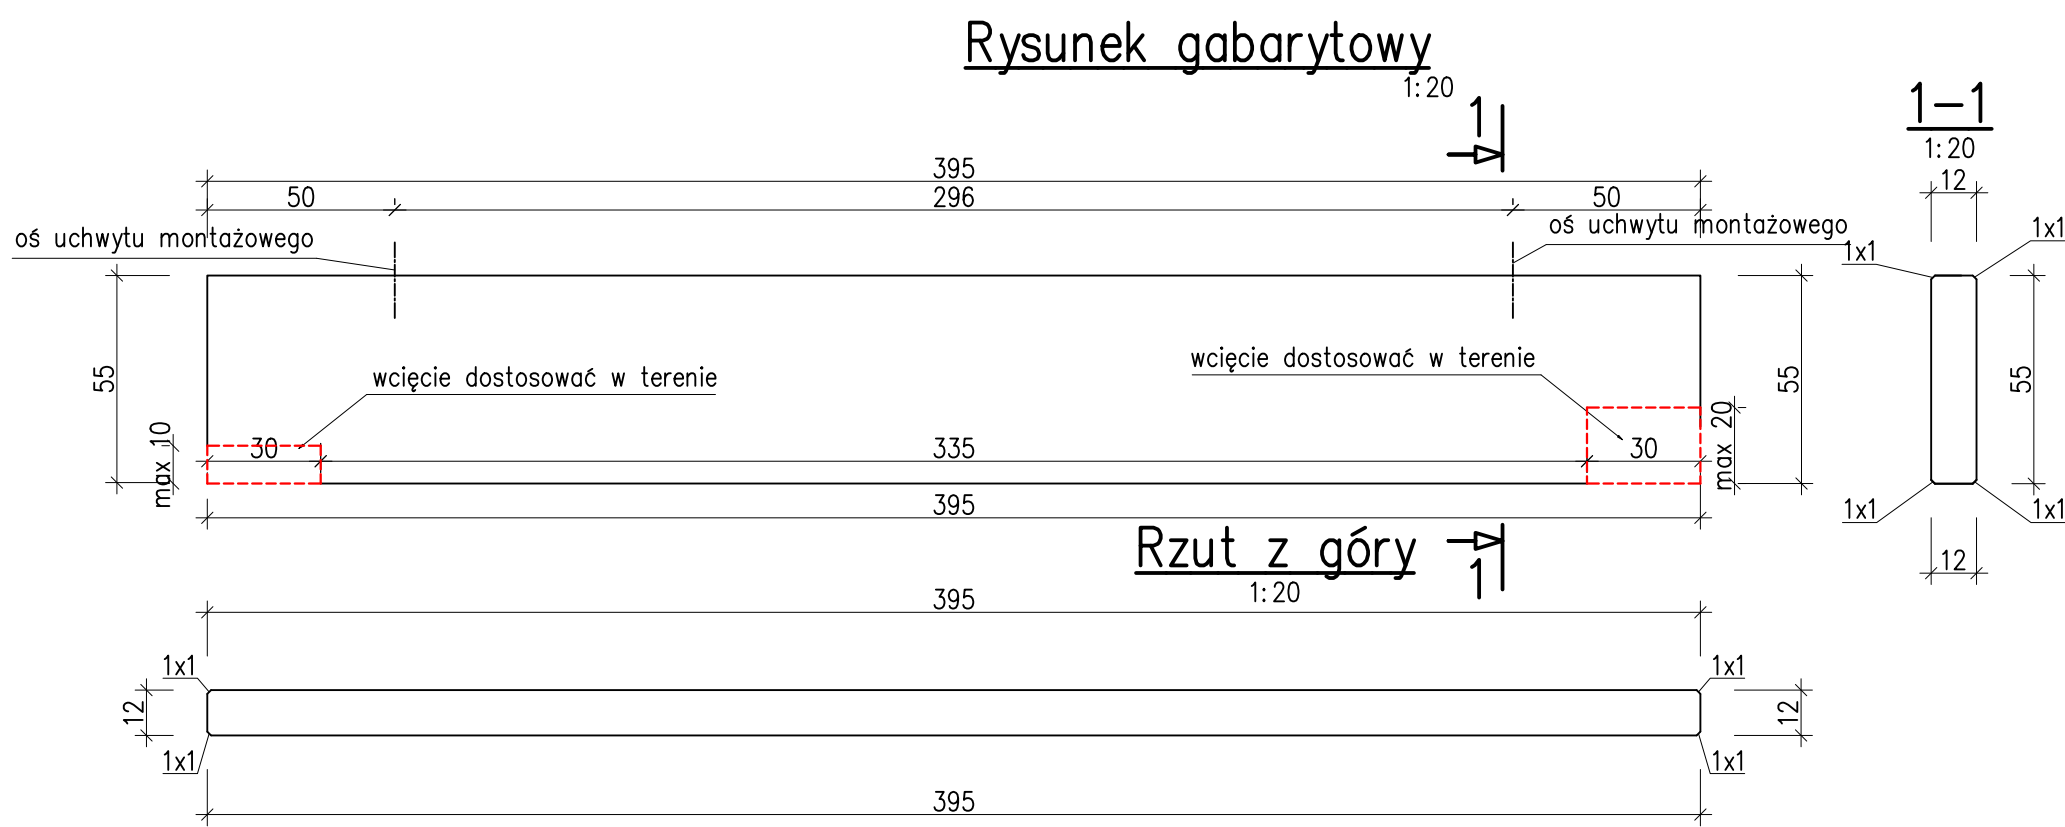 Rysunek gabarytowy
1:20
1
1-1
1:20
395
12
50
296
50
oś uchwytu montażowego
oś uchwytu montażowego
1x1
1x1
55
wcięcie dostosować w terenie
wcięcie dostosować w terenie
55
55
max 10
30
335
30
max 20
395
1x1
1x1
Rzut z góry
1:20
1
12
395
1x1
1x1
12
12
1x1
1x1
395